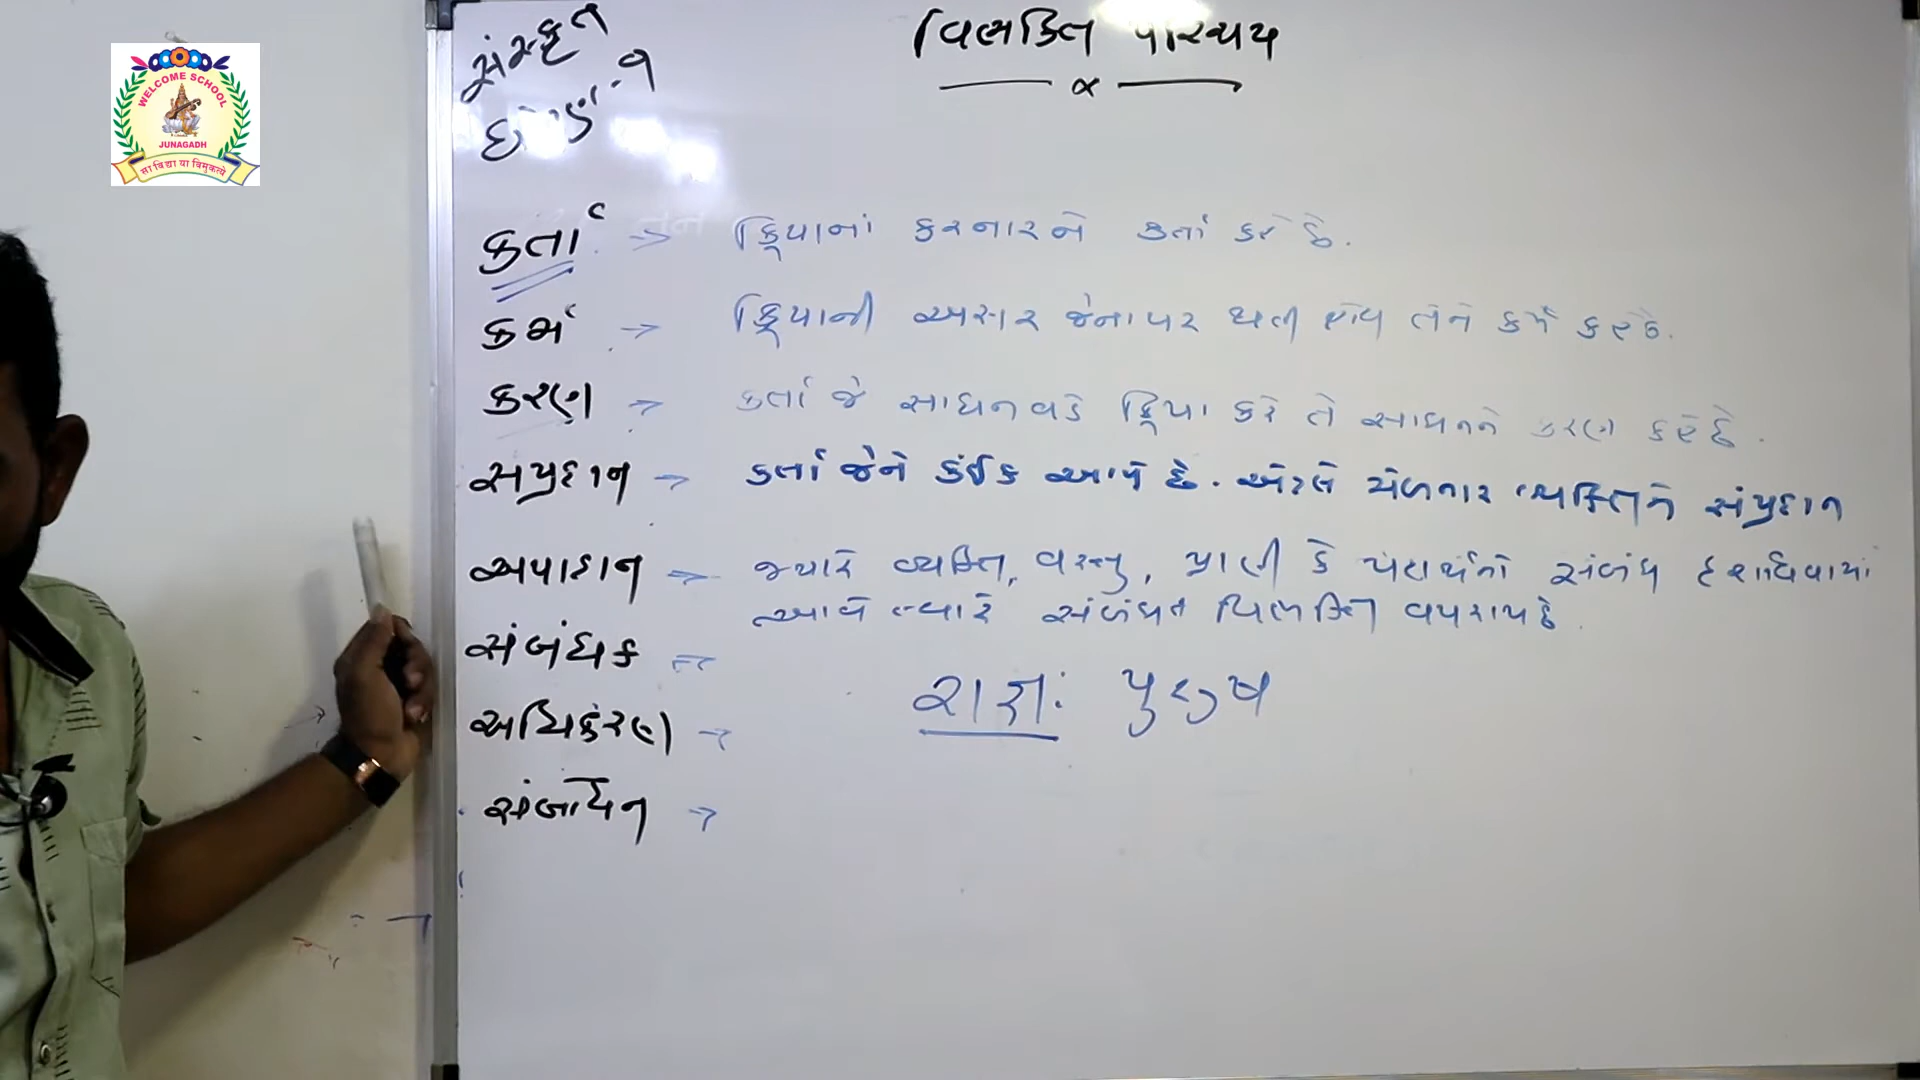 WELCOME SCHOOL
JUNAGADH
सा विद्या या विमुक्तये
સંસ્કૃત
વિભક્તિ પરિચય
કર્તા → ક્રિયાનાં કરનારને કર્તા કહે છે.
કર્મ → ક્રિયાની અસર જેના પર થતી હોય તેને કર્મ કહે છે.
કરણ → કર્તા જે સાધન વડે ક્રિયા કરે તે સાધનને કરણ કહે છે.
સપ્રદાન → કર્તા જેને કંઈક આપે છે. એટલે મેળવનાર વ્યક્તિને સંપ્રદાન
અપાદાન → જ્યારે વ્યક્તિ, વસ્તુ, પ્રાણી કે પદાર્થનો સંબંધ દર્શાવવામાં
આવે ત્યારે સંબંધત વિભક્તિ વપરાય છે.
સંબંધક →
રાજ્ઞઃ પુરુષ
અધિકરણ →
સંબોધન →